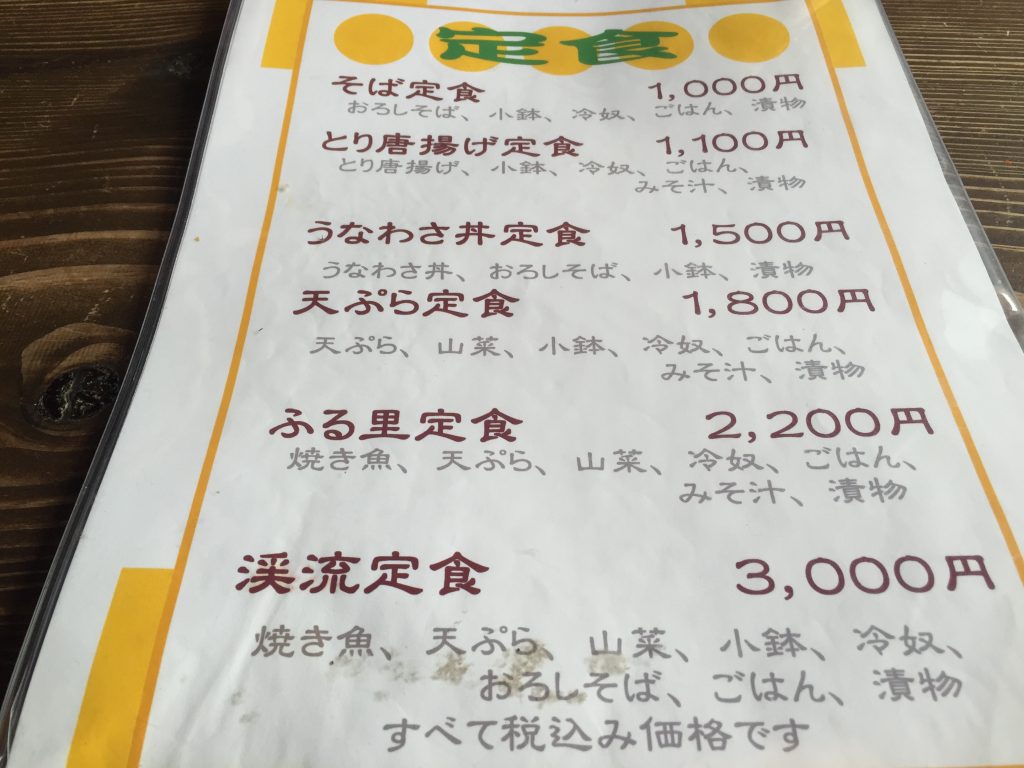 定食
そば定食 1,000円
おろしそば、小鉢、冷奴、ごはん、漬物
とり唐揚げ定食 1,100円
とり唐揚げ、小鉢、冷奴、ごはん、
みそ汁、漬物
うなわさ丼定食 1,500円
うなわさ丼、おろしそば、小鉢、漬物
天ぷら定食 1,800円
天ぷら、山菜、小鉢、冷奴、ごはん、
みそ汁、漬物
ふる里定食 2,200円
焼き魚、天ぷら、山菜、冷奴、ごはん、
みそ汁、漬物
渓流定食 3,000円
焼き魚、天ぷら、山菜、小鉢、冷奴、
おろしそば、ごはん、漬物
すべて税込み価格です